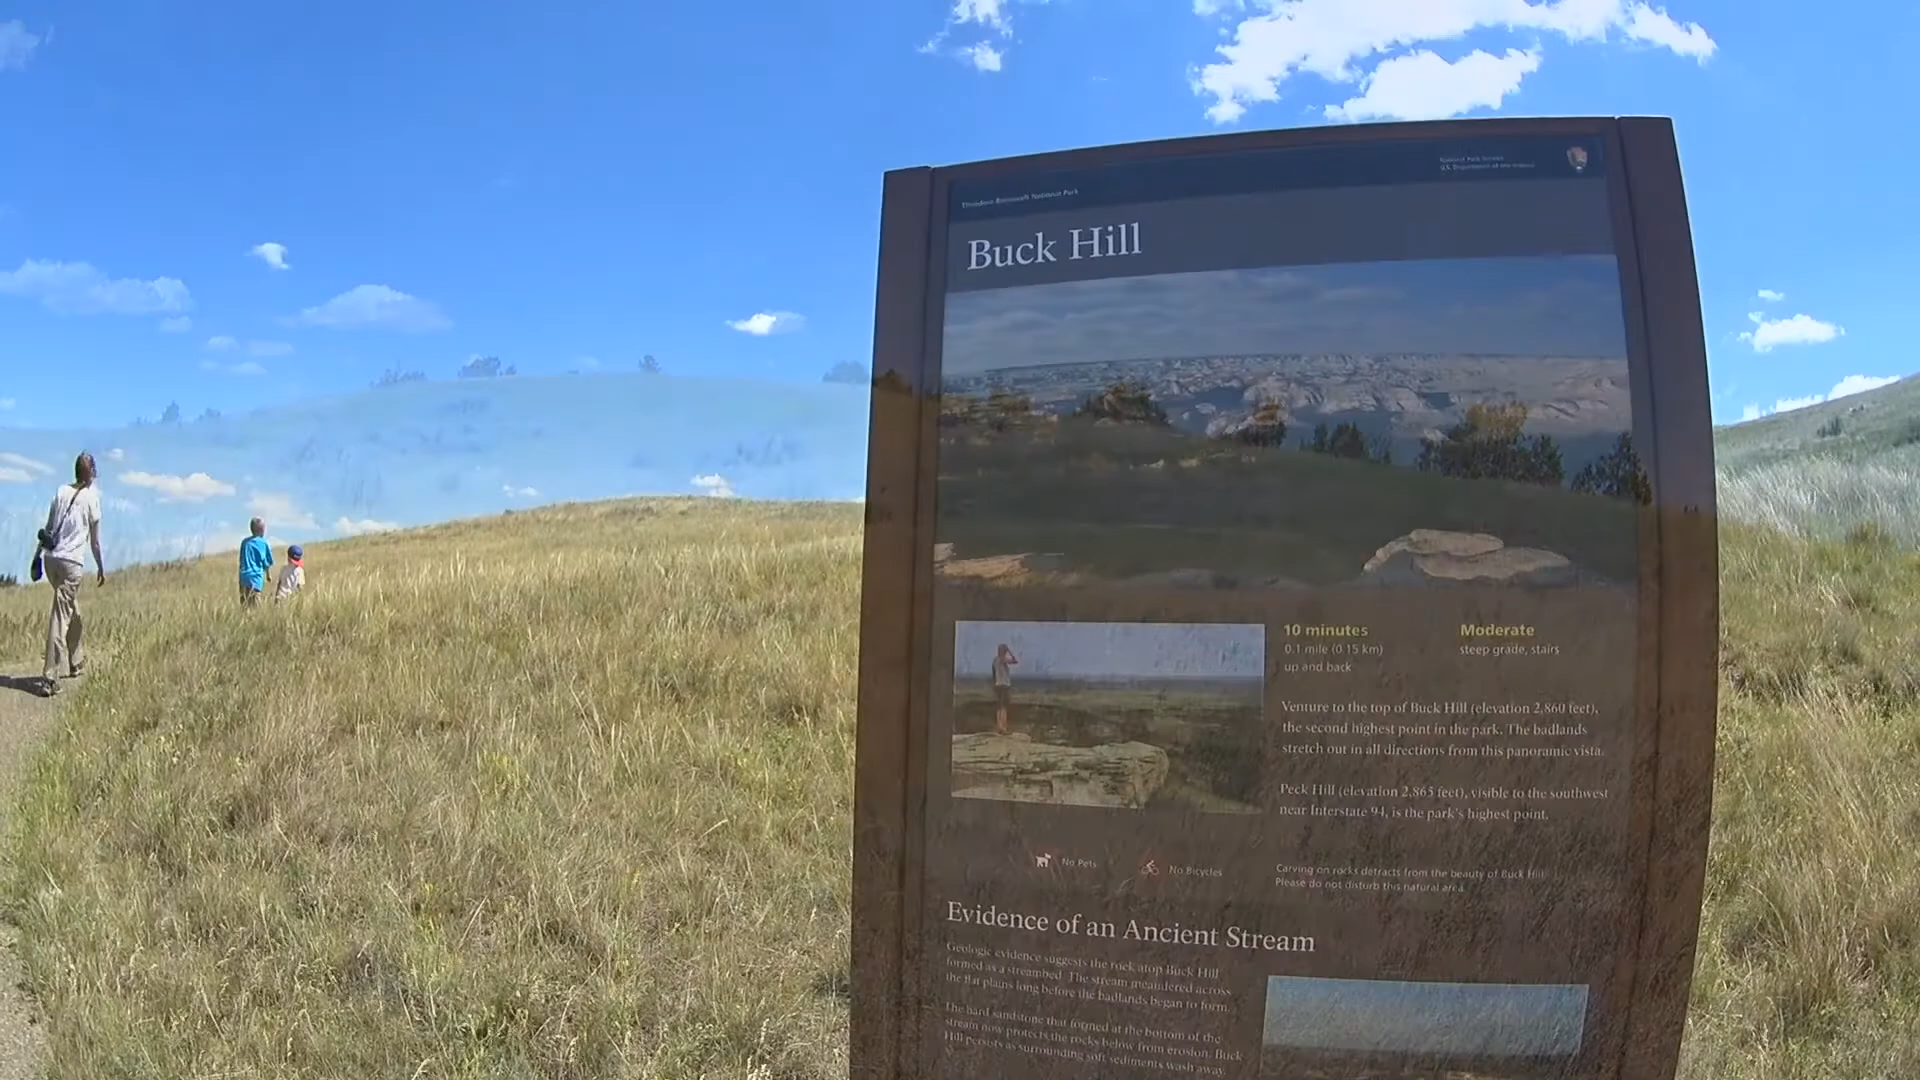 National Park Service
U.S. Department of the Interior
Theodore Roosevelt National Park
Buck Hill
10 minutes
0.1 mile (0.15 km)
up and back
Moderate
steep grade, stairs
Venture to the top of Buck Hill (elevation 2,860 feet),
the second highest point in the park. The badlands
stretch out in all directions from this panoramic vista.
Peck Hill (elevation 2,865 feet), visible to the southwest
near Interstate 94, is the park's highest point.
No Pets
No Bicycles
Carving on rocks detracts from the beauty of Buck Hill.
Please do not disturb this natural area.
Evidence of an Ancient Stream
Geologic evidence suggests the rock atop Buck Hill
formed as a streambed. The stream meandered across
the flat plains long before the badlands began to form.
The hard sandstone that formed at the bottom of the
stream now protects the rocks below from erosion. Buck
Hill persists as surrounding soft sediments wash away.